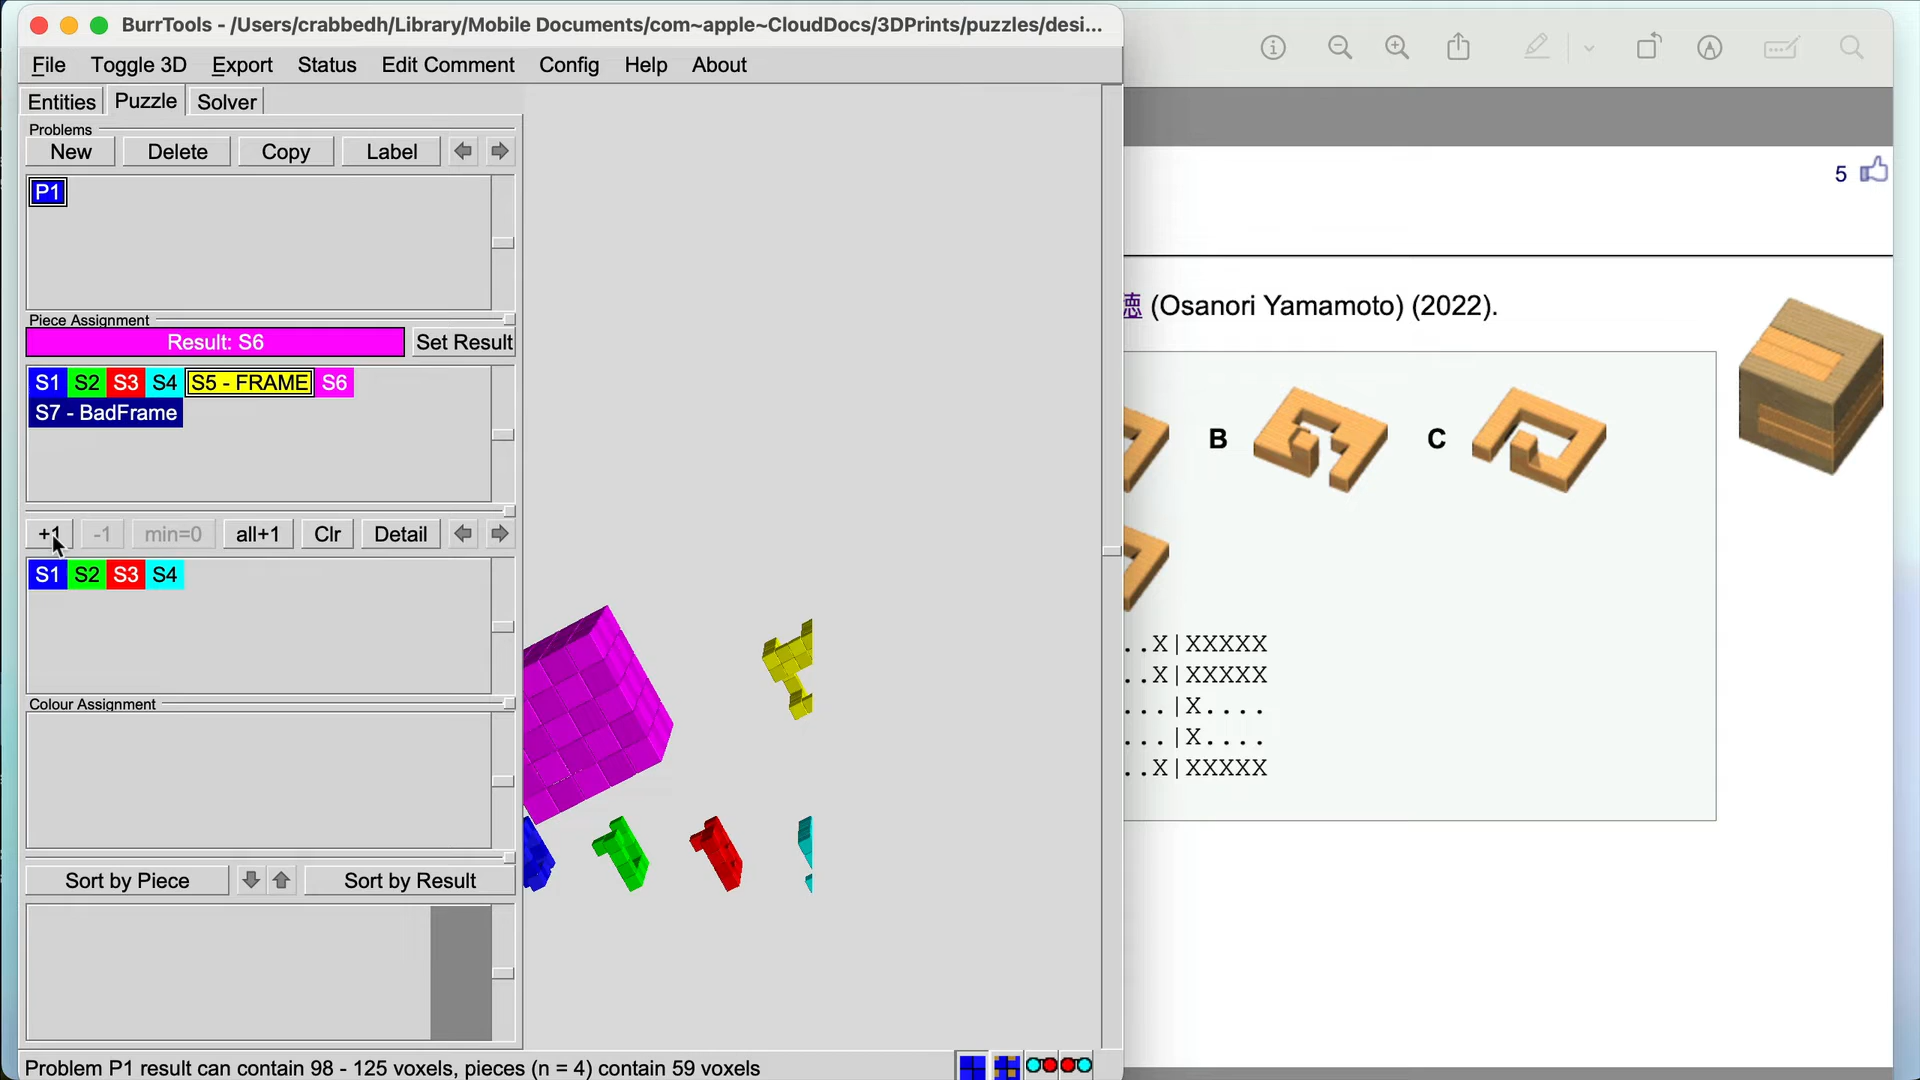 BurrTools - /Users/crabbedh/Library/Mobile Documents/com~apple~CloudDocs/3DPrints/puzzles/desi...
File Toggle 3D Export Status Edit Comment Config Help About
Entities Puzzle Solver
Problems
New Delete Copy Label
P1
Piece Assignment
Result: S6 Set Result
S1 S2 S3 S4 S5 - FRAME S6
S7 - BadFrame
+1 -1 min=0 all+1 Clr Detail
S1 S2 S3 S4
Colour Assignment
Sort by Piece Sort by Result
Problem P1 result can contain 98 - 125 voxels, pieces (n = 4) contain 59 voxels
5
徳 (Osanori Yamamoto) (2022).
B C
..X|XXXXX
..X|XXXXX
...|X....
...|X....
..X|XXXXX